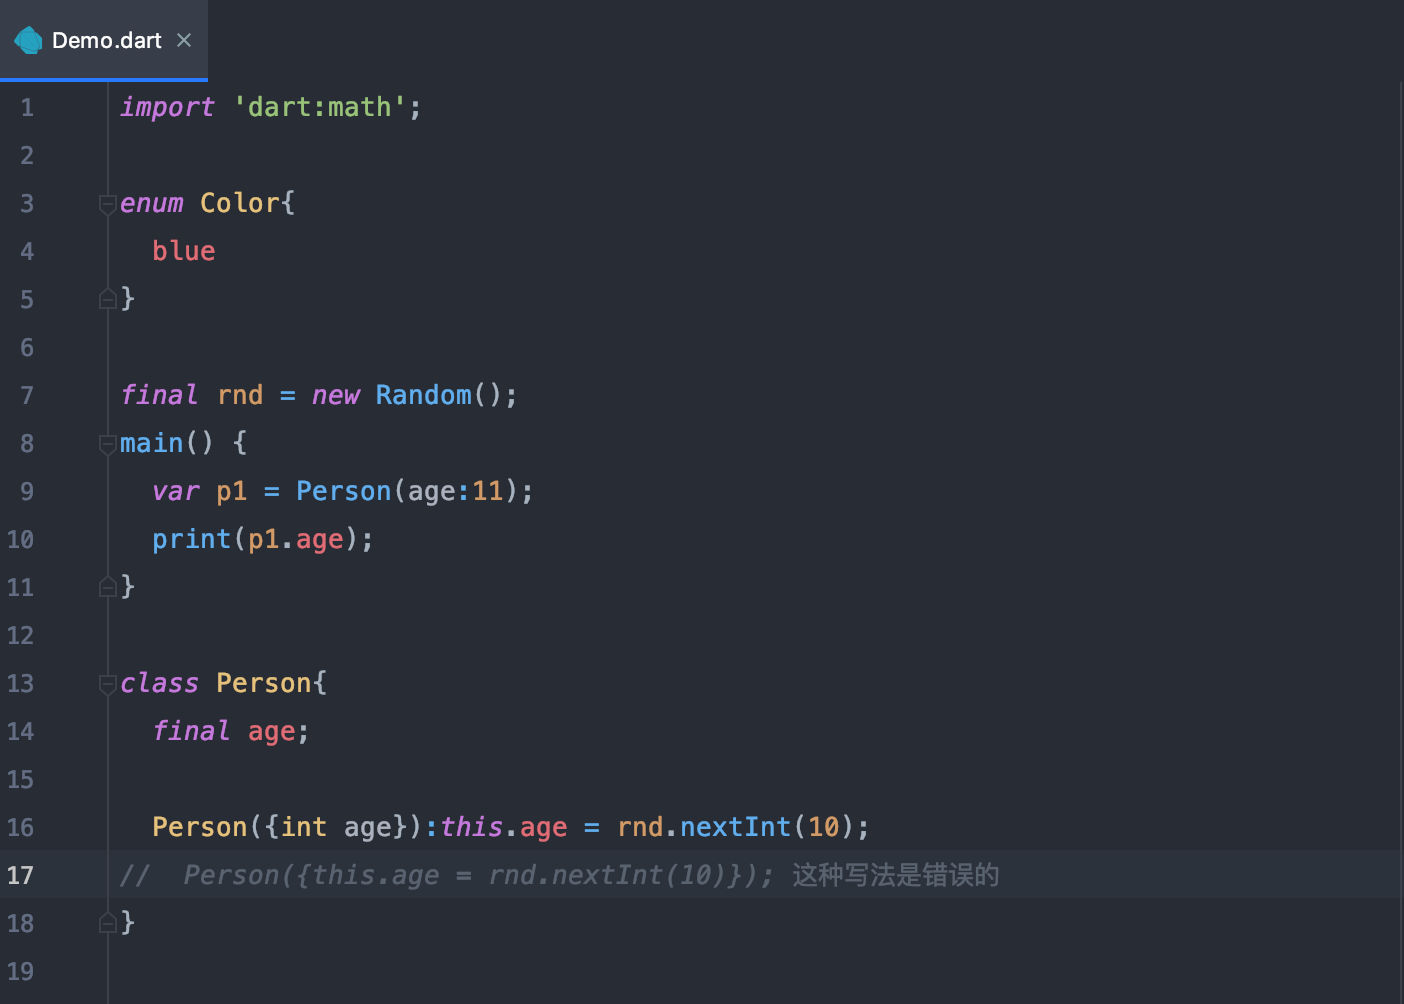 Demo.dart ×
1 import 'dart:math';
2
3 enum Color{
4   blue
5 }
6
7 final rnd = new Random();
8 main() {
9   var p1 = Person(age:11);
10   print(p1.age);
11 }
12
13 class Person{
14   final age;
15
16   Person({int age}):this.age = rnd.nextInt(10);
17 //  Person({this.age = rnd.nextInt(10)}); 这种写法是错误的
18 }
19